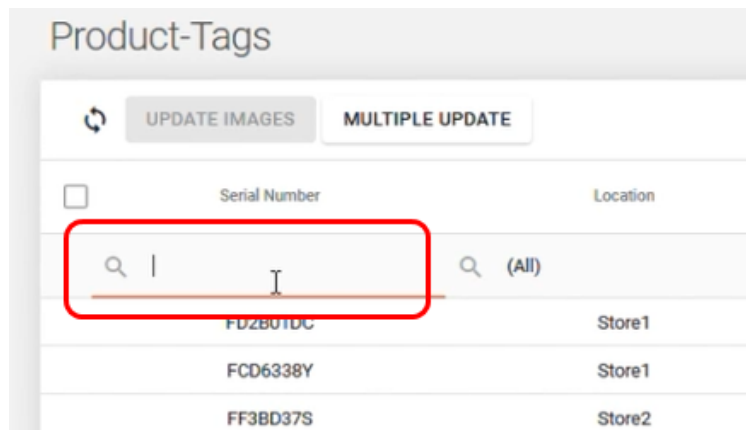 Product-Tags
UPDATE IMAGES MULTIPLE UPDATE
Serial Number Location
(All)
FD2B01DC Store1
FCD6338Y Store1
FF3BD37S Store2